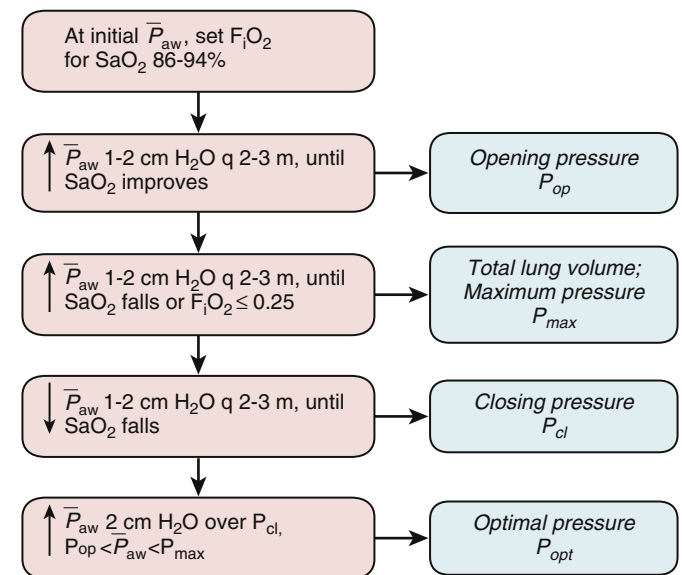 At initial P̅aw, set FiO2
for SaO2 86-94%
P̅aw 1-2 cm H2O q 2-3 m, until
SaO2 improves
Opening pressure
Pop
P̅aw 1-2 cm H2O q 2-3 m, until
SaO2 falls or FiO2 ≤ 0.25
Total lung volume;
Maximum pressure
Pmax
P̅aw 1-2 cm H2O q 2-3 m, until
SaO2 falls
Closing pressure
Pcl
P̅aw 2 cm H2O over Pcl,
Pop < P̅aw < Pmax
Optimal pressure
Popt